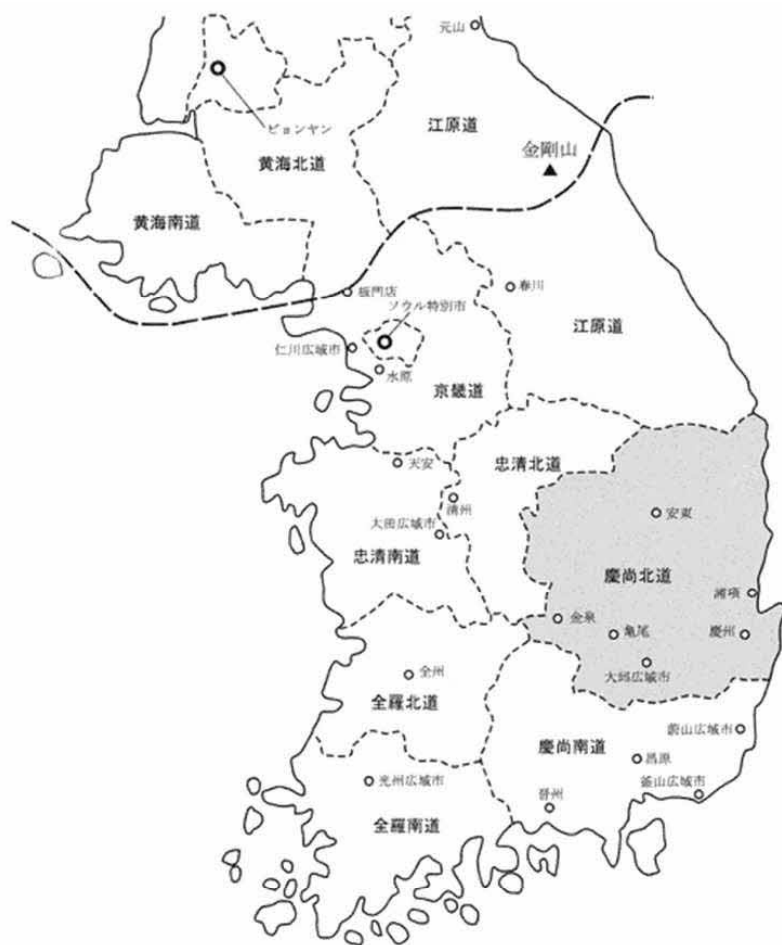 元山
ピョンヤン
江原道
金剛山
黄海北道
黄海南道
板門店
春川
ソウル特別市
江原道
仁川広域市
水原
京畿道
天安
忠清北道
清州
安東
大田広域市
忠清南道
慶尚北道
浦項
金泉
亀尾
慶州
大邱広域市
全州
全羅北道
蔚山広域市
慶尚南道
昌原
光州広域市
釜山広域市
晋州
全羅南道